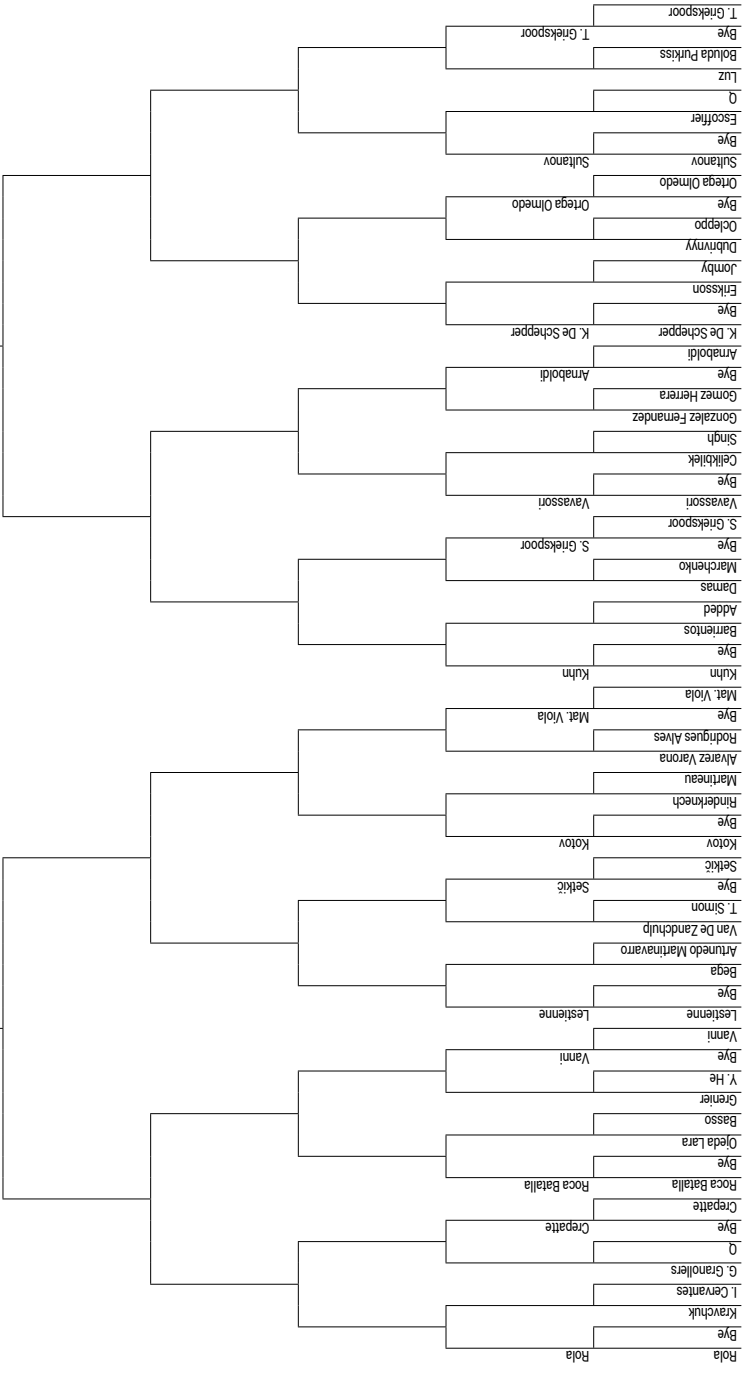 Rola
Bye
Kravchuk
I. Cervantes
G. Granollers
Q
Bye
Crepatte
Roca Batalla
Bye
Ojeda Lara
Basso
Grenier
Y. He
Bye
Vanni
Lestienne
Bye
Bega
Artunedo Martinavarro
Van De Zandchulp
T. Simon
Bye
Setkič
Kotov
Bye
Rinderknech
Martineau
Alvarez Varona
Rodrigues Alves
Bye
Mat. Viola
Kuhn
Bye
Barrientos
Added
Damas
Marchenko
Bye
S. Griekspoor
Vavassori
Bye
Celikbilek
Singh
Gonzalez Fernandez
Gomez Herrera
Bye
Arnaboldi
K. De Schepper
Bye
Eriksson
Jomby
Dubrivnyy
Ocleppo
Bye
Ortega Olmedo
Sultanov
Bye
Escoffier
Q
Luz
Boluda Purkiss
Bye
T. Griekspoor
Rola
Crepatte
Roca Batalla
Vanni
Lestienne
Setkič
Kotov
Mat. Viola
Kuhn
S. Griekspoor
Vavassori
Arnaboldi
K. De Schepper
Ortega Olmedo
Sultanov
T. Griekspoor